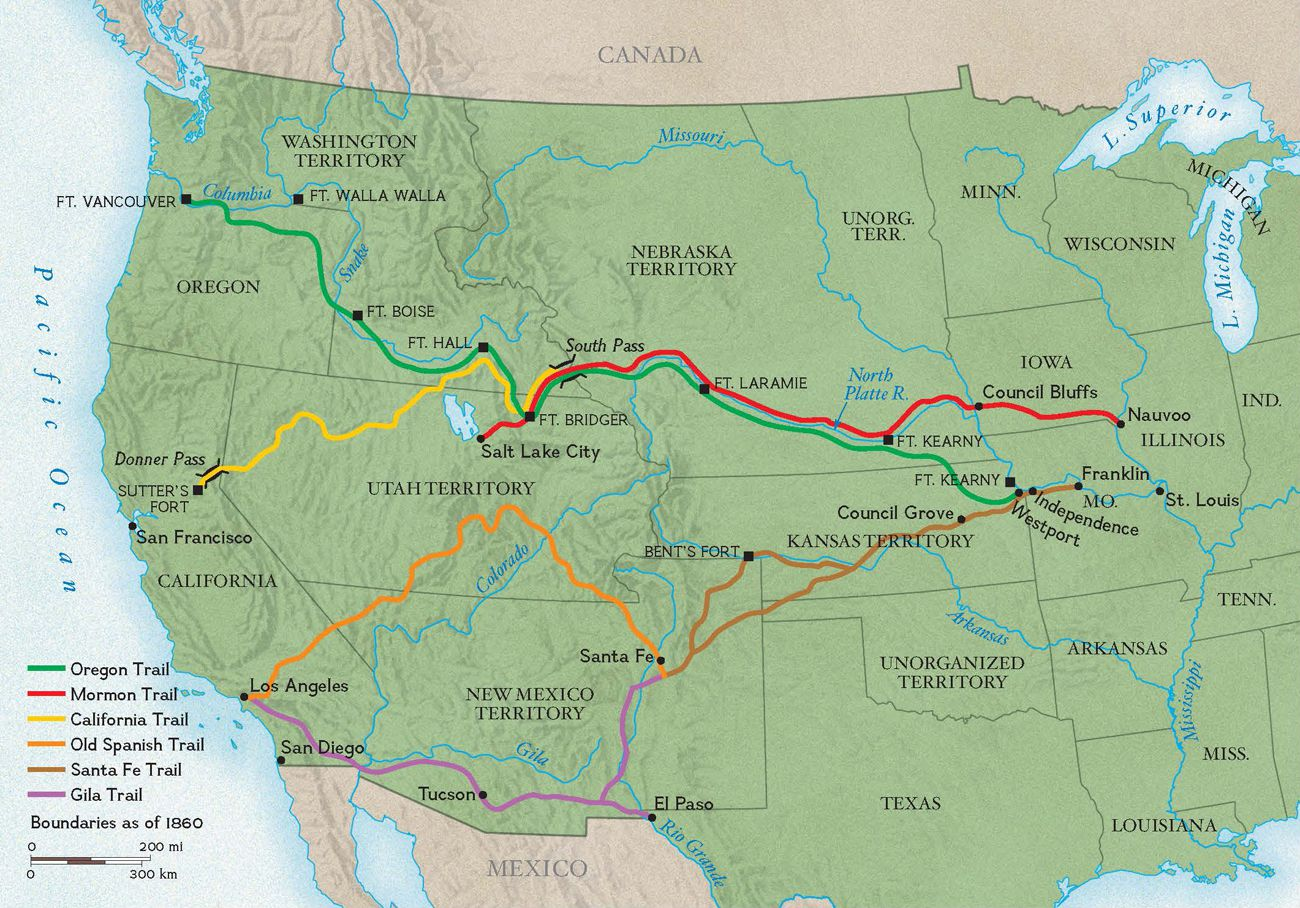 CANADA
L. Superior
Missouri
WASHINGTON
TERRITORY
MICHIGAN
Columbia
FT. WALLA WALLA
FT. VANCOUVER
MINN.
UNORG.
TERR.
WISCONSIN
L. Michigan
NEBRASKA
TERRITORY
Snake
OREGON
Pacific Ocean
FT. BOISE
FT. HALL
South Pass
IOWA
North
Platte R.
FT. LARAMIE
Council Bluffs
IND.
Nauvoo
FT. BRIDGER
FT. KEARNY
ILLINOIS
Salt Lake City
Donner Pass
SUTTER'S
FORT
UTAH TERRITORY
FT. KEARNY
Franklin
MO.
St. Louis
Independence
Westport
Council Grove
San Francisco
KANSAS TERRITORY
BENT'S FORT
Colorado
CALIFORNIA
TENN.
Arkansas
ARKANSAS
Santa Fe
UNORGANIZED
TERRITORY
Los Angeles
NEW MEXICO
TERRITORY
Mississippi
San Diego
Gila
MISS.
Tucson
El Paso
TEXAS
LOUISIANA
Rio Grande
MEXICO
Oregon Trail
Mormon Trail
California Trail
Old Spanish Trail
Santa Fe Trail
Gila Trail
Boundaries as of 1860
0 200 mi
0 300 km